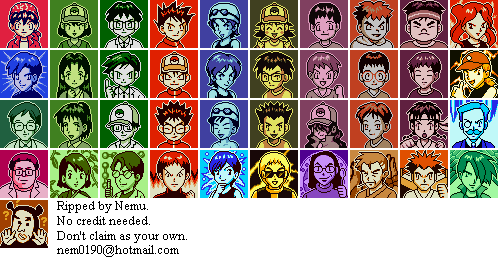 Ripped by Nemu.
No credit needed.
Don't claim as your own.
nem0190@hotmail.com